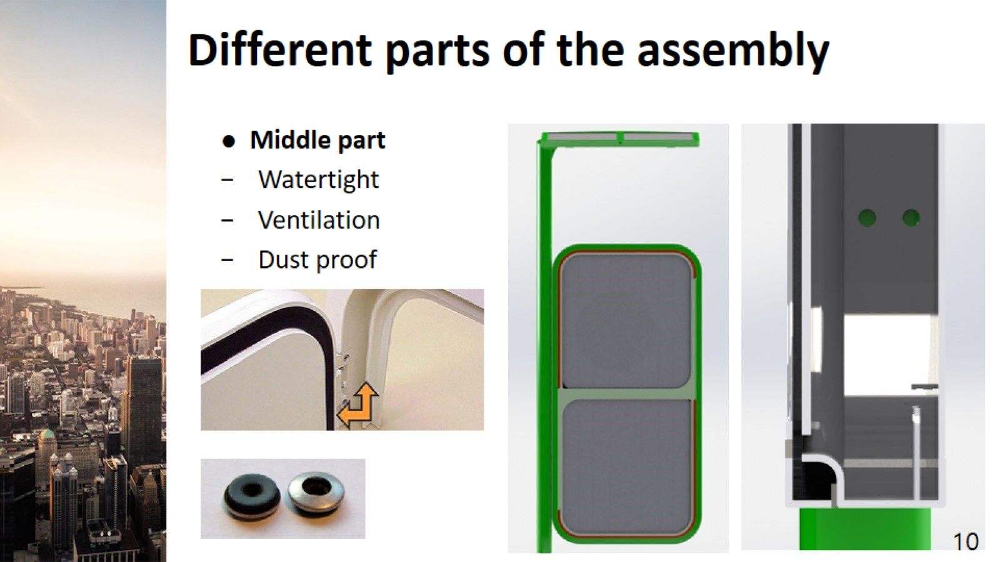 Different parts of the assembly
● Middle part
– Watertight
– Ventilation
– Dust proof
10